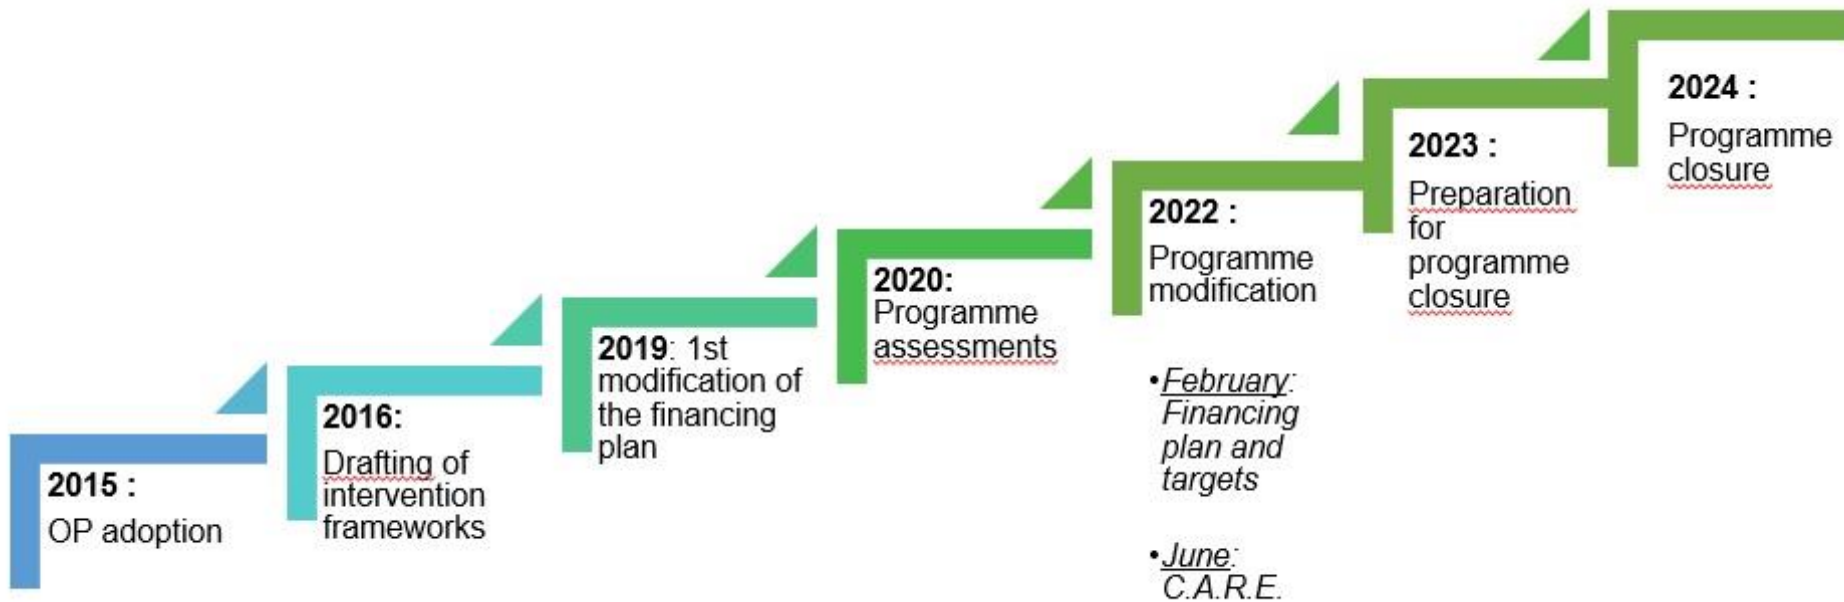 2015 :
OP adoption
2016:
Drafting of
intervention
frameworks
2019: 1st
modification of
the financing
plan
2020:
Programme
assessments
2022 :
Programme
modification
•February:
Financing
plan and
targets
•June:
C.A.R.E.
2023 :
Preparation
for
programme
closure
2024 :
Programme
closure